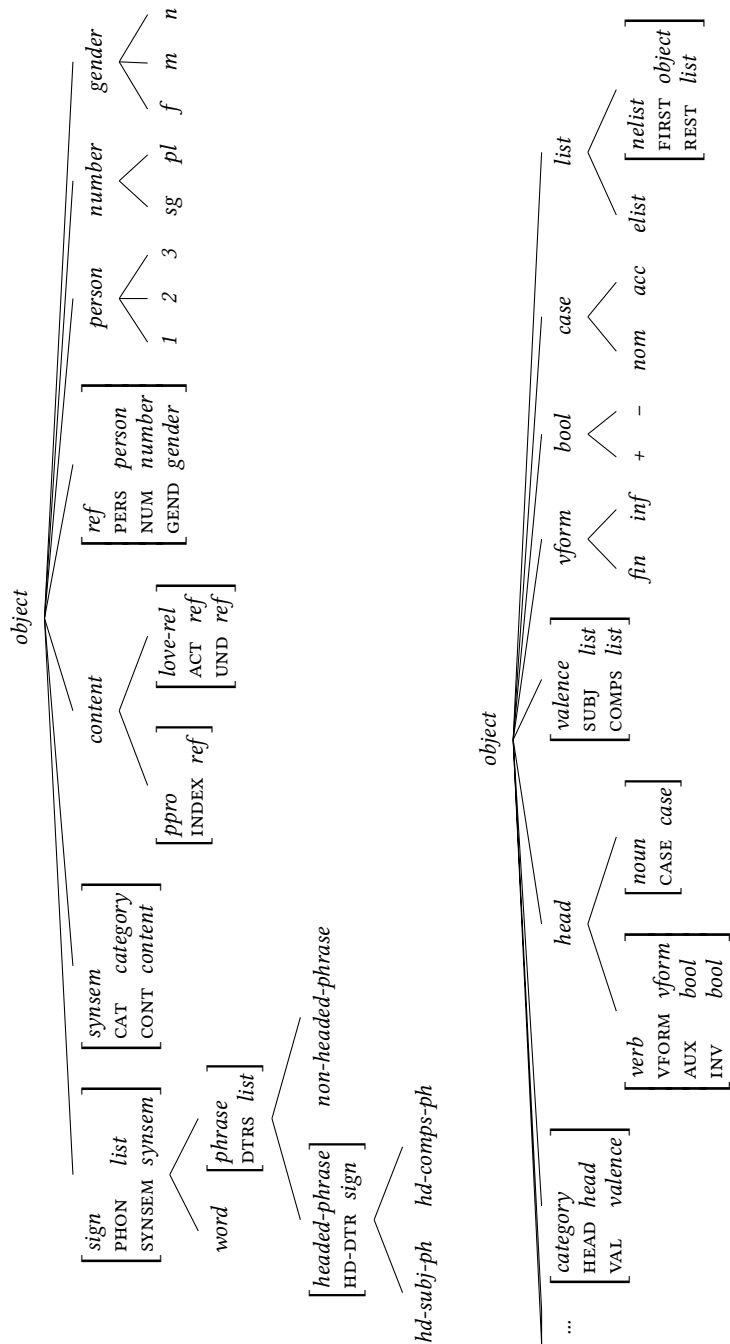 object
sign
PHON list
SYNSEM synsem
word
phrase
DTRS list
headed-phrase
HD-DTR sign
hd-subj-ph
hd-comps-ph
non-headed-phrase
synsem
CAT category
CONT content
content
ppro
INDEX ref
love-rel
ACT ref
UND ref
ref
PERS person
NUM number
GEND gender
person
1 2 3
number
sg pl
gender
f m n
object
...
category
HEAD head
VAL valence
head
verb
VFORM vform
AUX bool
INV bool
noun
CASE case
valence
SUBJ list
COMPS list
vform
fin inf
bool
+ −
case
nom acc
list
elist
nelist
FIRST object
REST list